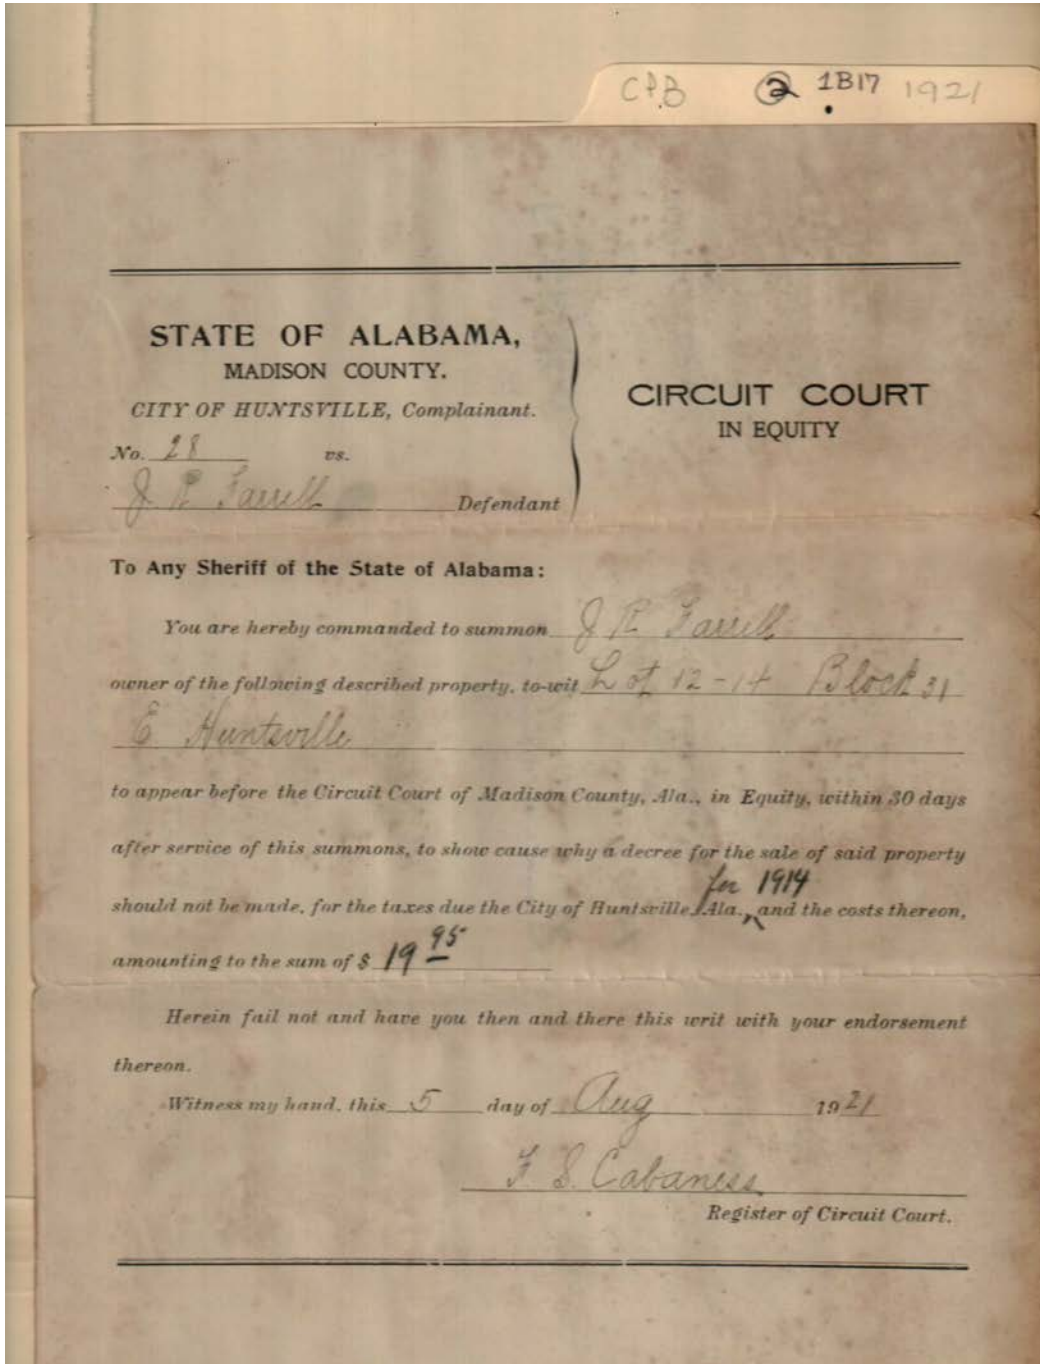 CPB 2 1B17 1921
STATE OF ALABAMA,
MADISON COUNTY.
CITY OF HUNTSVILLE, Complainant.
No. 28 vs.
J R Farrell Defendant
CIRCUIT COURT
IN EQUITY
To Any Sheriff of the State of Alabama:
You are hereby commanded to summon J R Farrell
owner of the following described property, to-wit Lot 12-14 Block 31
E. Huntsville
to appear before the Circuit Court of Madison County, Ala., in Equity, within 30 days
after service of this summons, to show cause why a decree for the sale of said property
for 1914
should not be made, for the taxes due the City of Huntsville, Ala., and the costs thereon,
amounting to the sum of $ 19 95
Herein fail not and have you then and there this writ with your endorsement
thereon.
Witness my hand, this 5 day of Aug 1921
F. S. Cabaness
Register of Circuit Court.